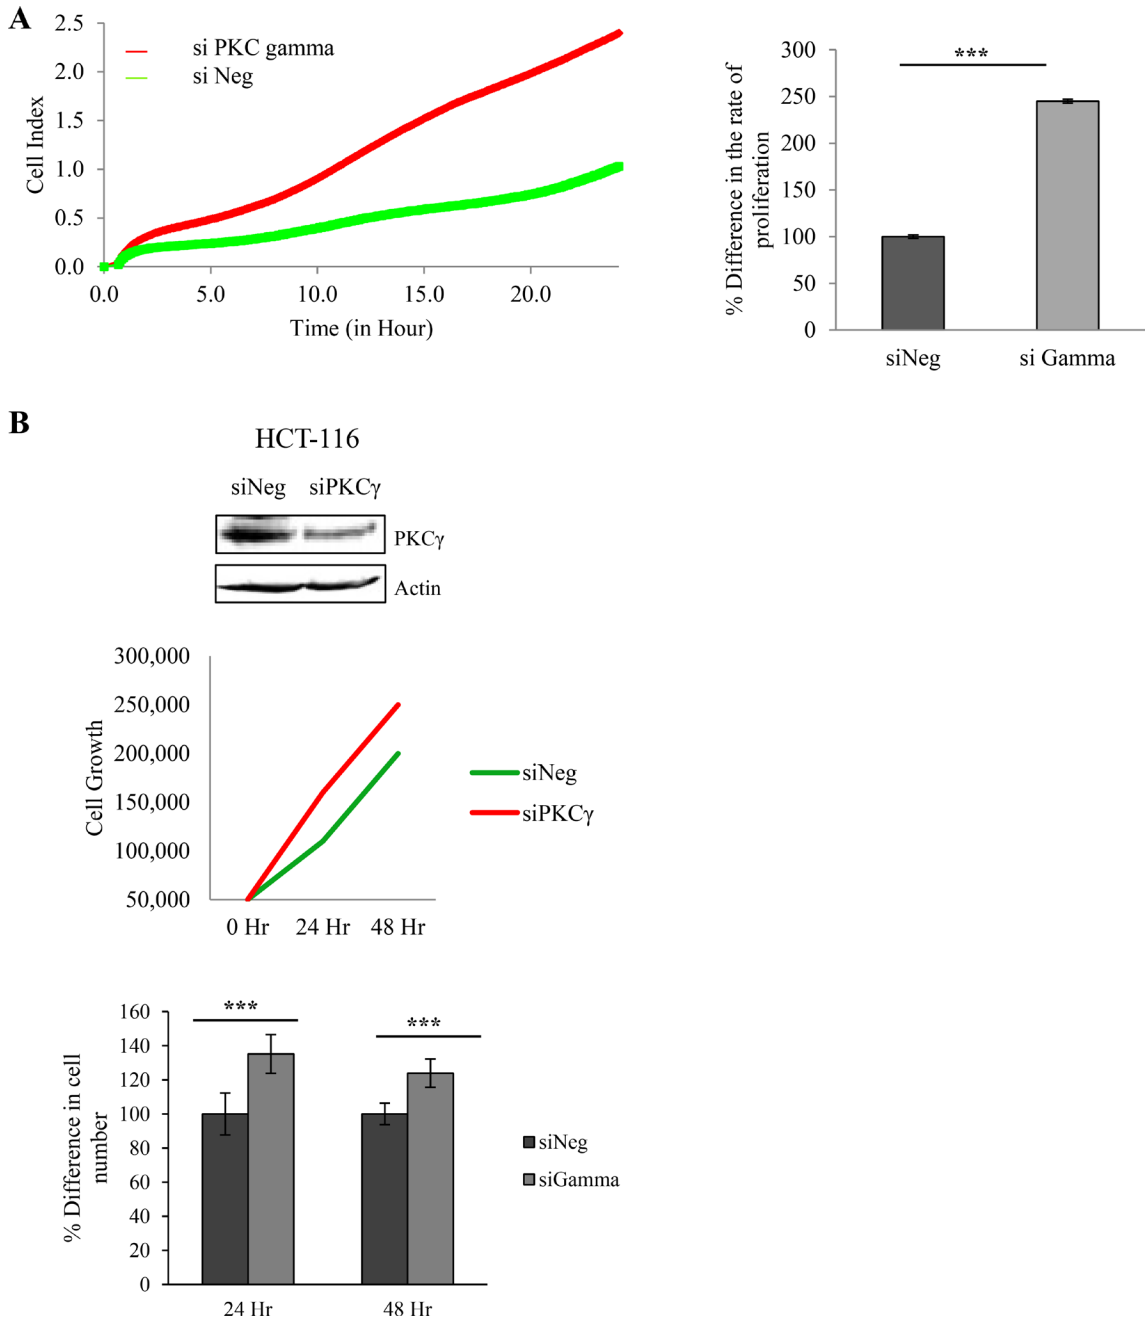 A
2.5
2.0
1.5
1.0
0.5
0.0
Cell Index
si PKC gamma
si Neg
0.0 5.0 10.0 15.0 20.0
Time (in Hour)
300
250
200
150
100
50
0
% Difference in the rate of
proliferation
***
siNeg si Gamma
B
HCT-116
siNeg siPKCγ
PKCγ
Actin
300,000
250,000
200,000
150,000
100,000
50,000
Cell Growth
0 Hr 24 Hr 48 Hr
siNeg
siPKCγ
160
140
120
100
80
60
40
20
0
% Difference in cell
number
***
***
24 Hr 48 Hr
siNeg
siGamma